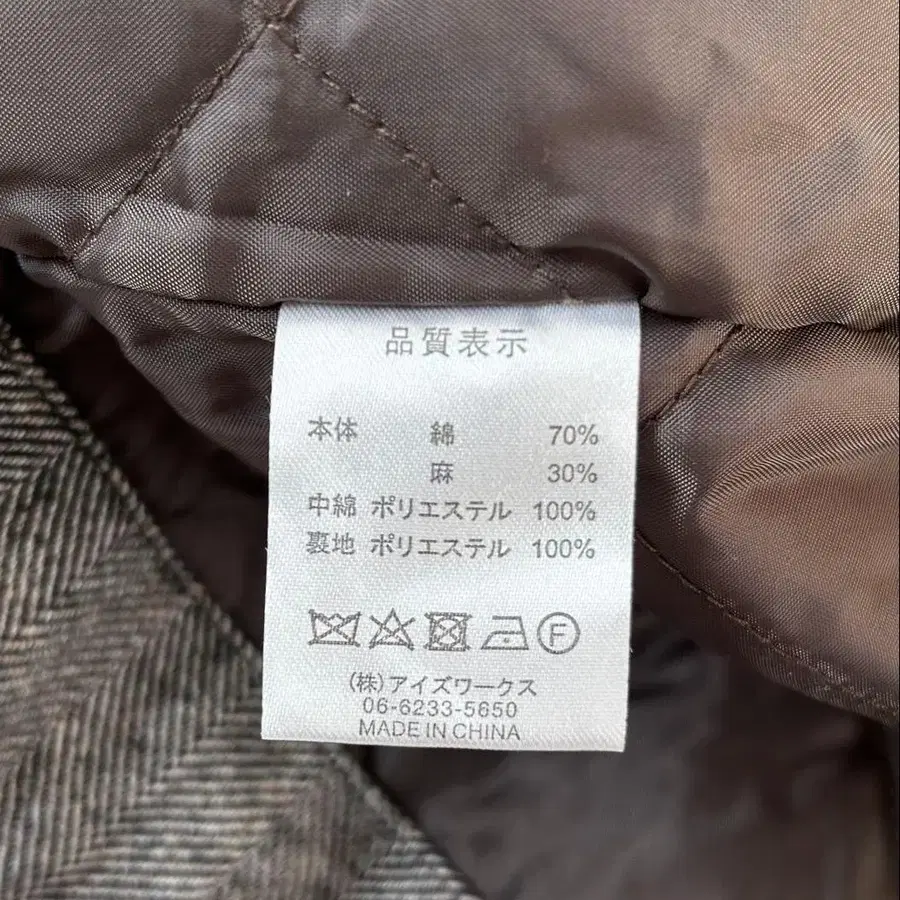 品質表示
本体 綿 70%
麻 30%
中綿 ポリエステル 100%
裏地 ポリエステル 100%
F
(株)アイズワークス
06-6233-5650
MADE IN CHINA